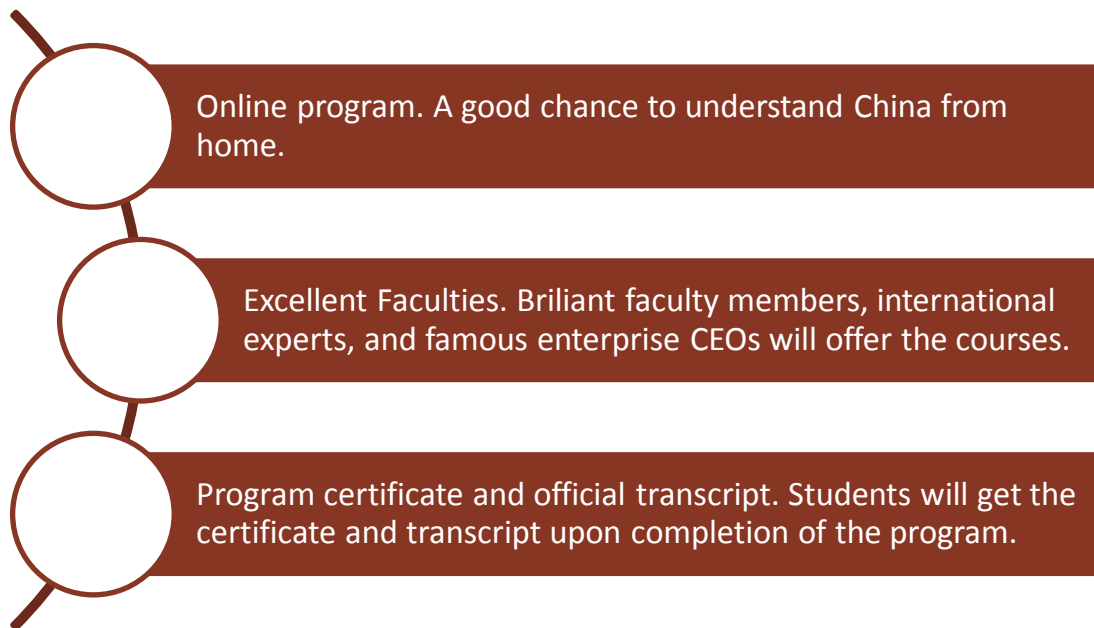 Online program. A good chance to understand China from
home.
Excellent Faculties. Briliant faculty members, international
experts, and famous enterprise CEOs will offer the courses.
Program certificate and official transcript. Students will get the
certificate and transcript upon completion of the program.